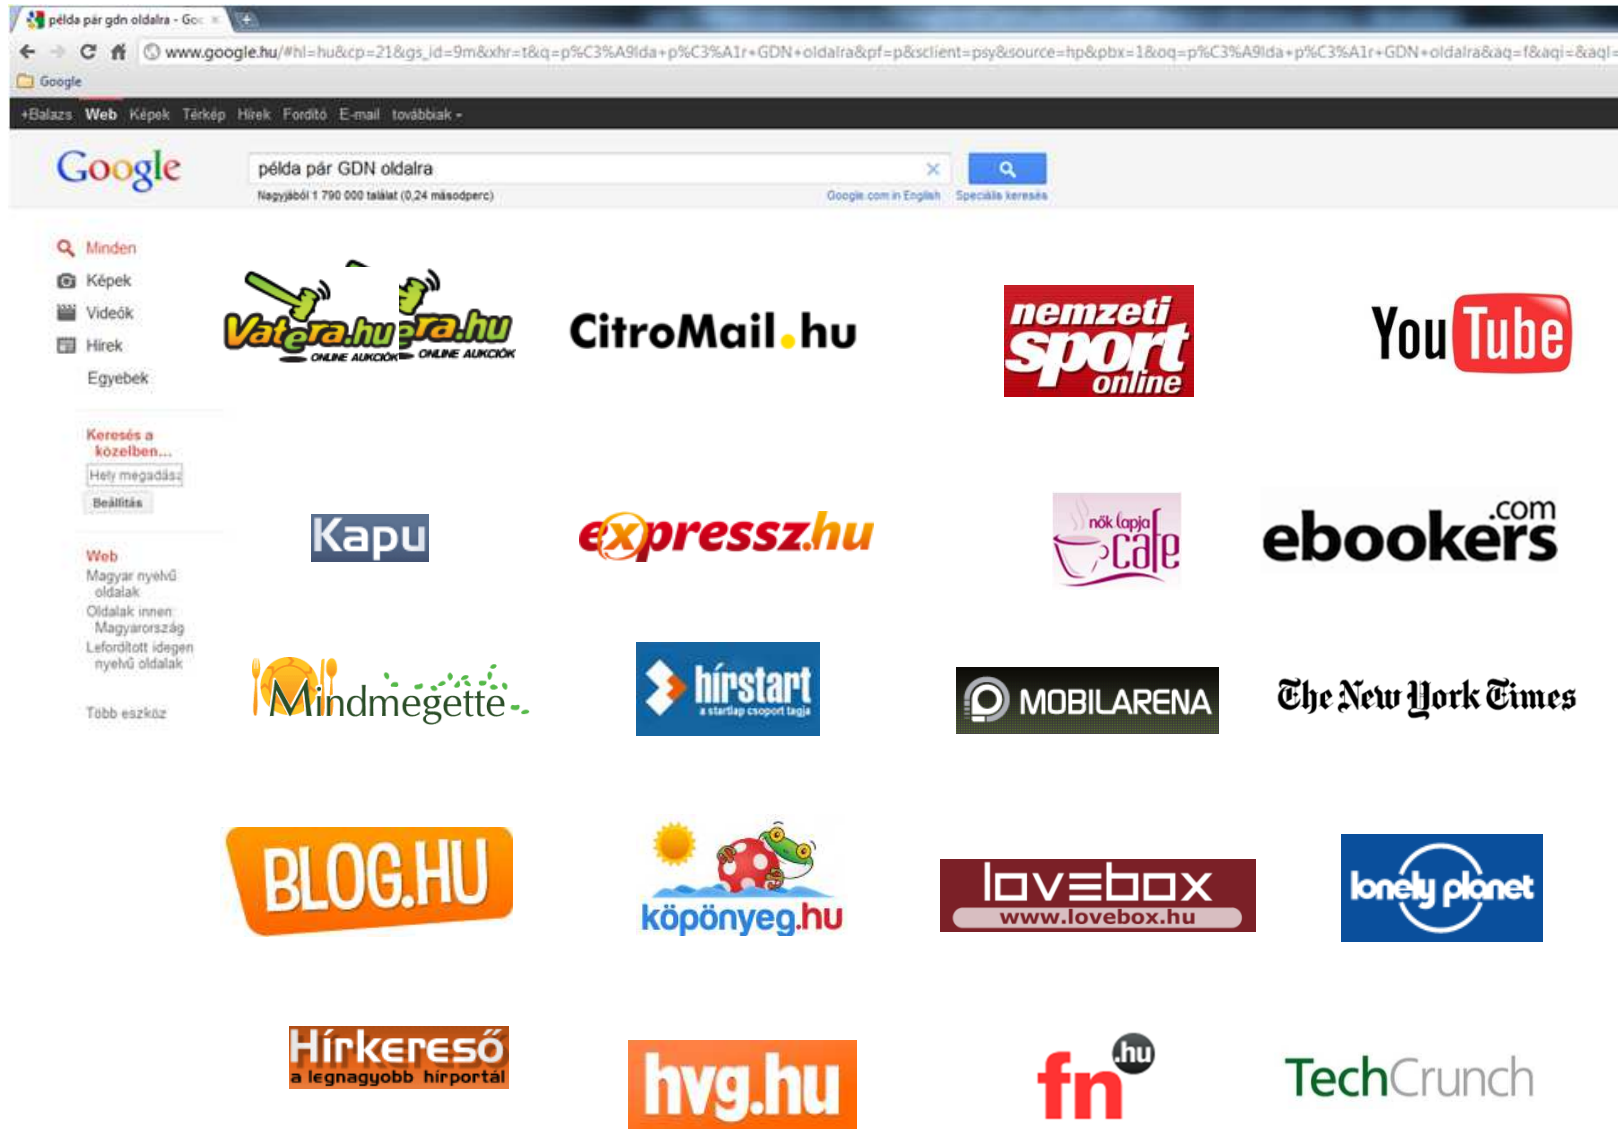 példa pár gdn oldalra - Goo
www.google.hu/#hl=hu&cp=21&gs_id=9m&xhr=t&q=p%C3%A9lda+p%C3%A1r+GDN+oldalra&pf=p&sclient=psy&source=hp&pbx=1&oq=p%C3%A9lda+p%C3%A1r+GDN+oldalra&aq=f&aqi=&aql=
Google
+Balazs Web Képek Térkép Hírek Fordító E-mail továbbiak
Google
példa pár GDN oldalra
Nagyjából 1 790 000 találat (0,24 másodperc)
Google.com in English Speciális keresés
Minden
Képek
Videók
Hírek
Egyebek
Keresés a
közelben...
Hely megadása
Beállítás
Web
Magyar nyelvű
oldalak
Oldalak innen:
Magyarország
Lefordított idegen
nyelvű oldalak
Több eszköz
Vatera.hu
ONLINE AUKCIÓK
era.hu
ONLINE AUKCIÓK
CitroMail.hu
nemzeti
sport
online
YouTube
Kapu
expressz.hu
nők lapja
cafe
ebookers.com
Mindmegette
hírstart
a startlap csoport tagja
MOBILARENA
The New York Times
BLOG.HU
köpönyeg.hu
lovebox
www.lovebox.hu
lonely planet
Hírkereső
a legnagyobb hírportál
hvg.hu
fn.hu
TechCrunch